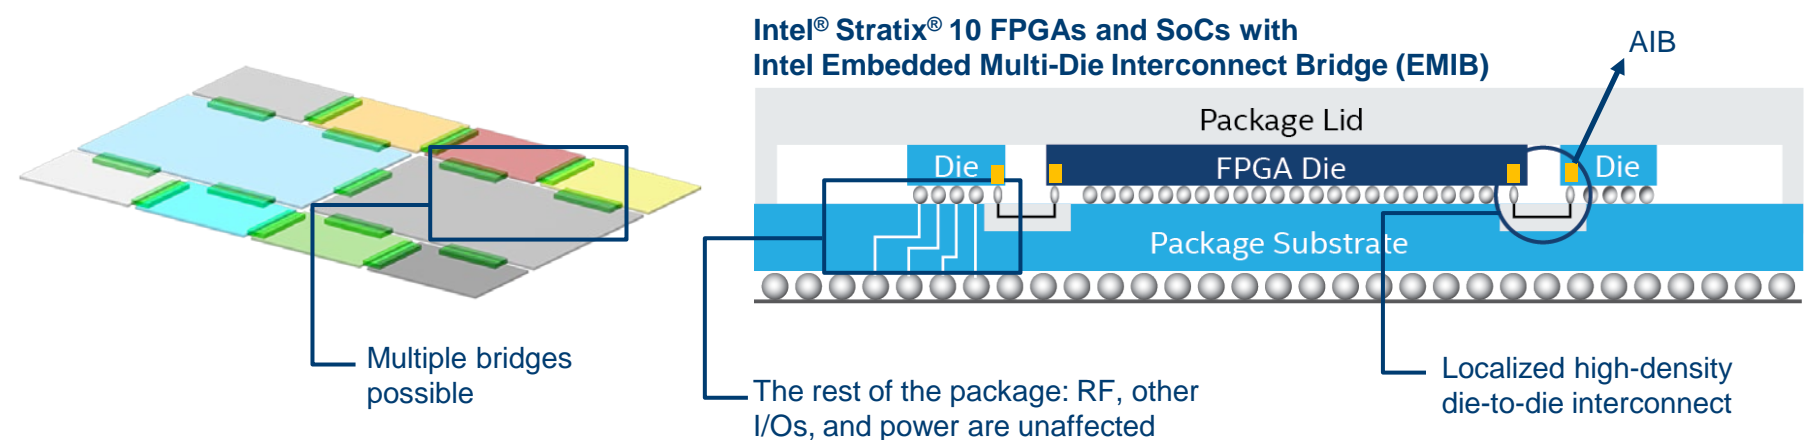 Intel® Stratix® 10 FPGAs and SoCs with
Intel Embedded Multi-Die Interconnect Bridge (EMIB)
AIB
Package Lid
Die
FPGA Die
Die
Package Substrate
Multiple bridges
possible
The rest of the package: RF, other
I/Os, and power are unaffected
Localized high-density
die-to-die interconnect